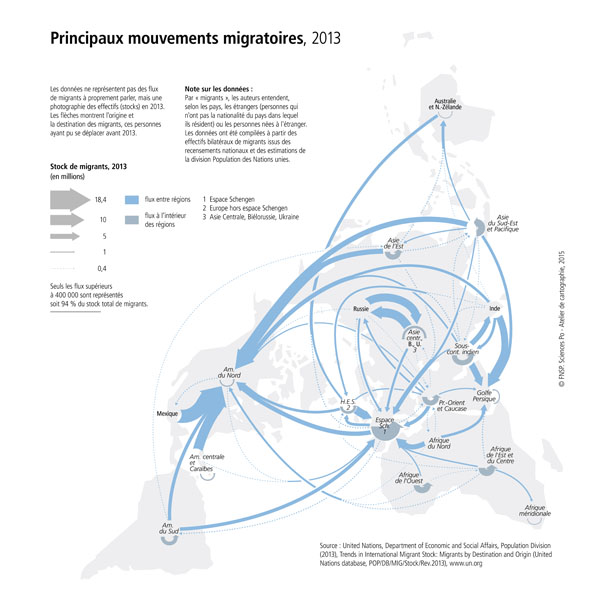 Principaux mouvements migratoires, 2013
Les données ne représentent pas des flux
de migrants à proprement parler, mais une
photographie des effectifs (stocks) en 2013.
Les flèches montrent l'origine et
la destination des migrants, ces personnes
ayant pu se déplacer avant 2013.
Note sur les données :
Par « migrants », les auteurs entendent,
selon les pays, les étrangers (personnes qui
n'ont pas la nationalité du pays dans lequel
ils résident) ou les personnes nées à l'étranger.
Les données ont été compilées à partir des
effectifs bilatéraux de migrants issus des
recensements nationaux et des estimations de
la division Population des Nations unies.
Stock de migrants, 2013
(en millions)
18,4
10
5
1
0,4
flux entre régions
flux à l'intérieur
des régions
1 Espace Schengen
2 Europe hors espace Schengen
3 Asie Centrale, Biélorussie, Ukraine
Seuls les flux supérieurs
à 400 000 sont représentés
soit 94 % du stock total de migrants.
Australie
et N.-Zélande
Asie
du Sud-Est
et Pacifique
Asie
de l'Est
Russie
Inde
Asie
centr.,
B., U.
3
Sous-
cont. indien
Am.
du Nord
H.E.S.
2
Pr.-Orient
et Caucase
Golfe
Persique
Mexique
Espace
Sch.
1
Afrique
du Nord
Am. centrale
et
Caraïbes
Afrique
de l'Est et
du Centre
Afrique
de l'Ouest
Afrique
méridionale
Am.
du Sud
© FNSP. Sciences Po - Atelier de cartographie, 2015
Source : United Nations, Department of Economic and Social Affairs, Population Division
(2013), Trends in International Migrant Stock: Migrants by Destination and Origin (United
Nations database, POP/DB/MIG/Stock/Rev.2013), www.un.org